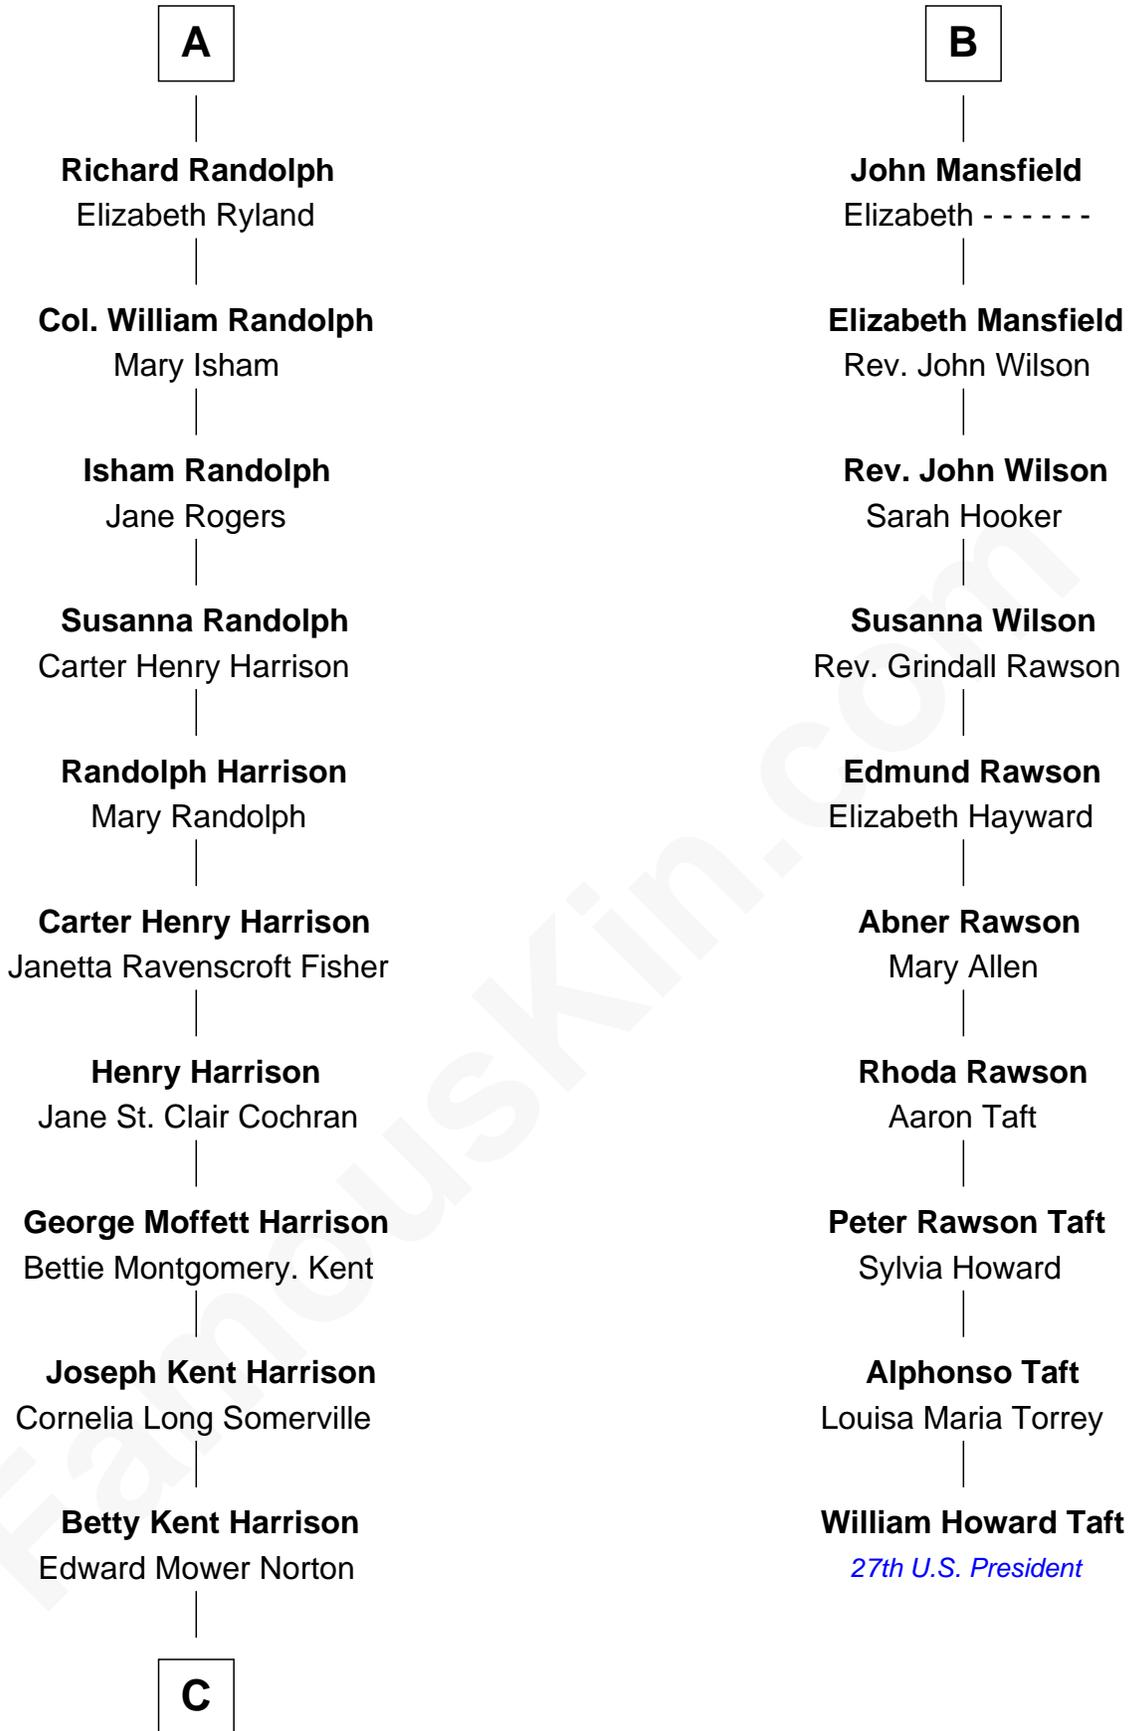 A
Richard Randolph
Elizabeth Ryland
Col. William Randolph
Mary Isham
Isham Randolph
Jane Rogers
Susanna Randolph
Carter Henry Harrison
Randolph Harrison
Mary Randolph
Carter Henry Harrison
Janetta Ravenscroft Fisher
Henry Harrison
Jane St. Clair Cochran
George Moffett Harrison
Bettie Montgomery. Kent
Joseph Kent Harrison
Cornelia Long Somerville
Betty Kent Harrison
Edward Mower Norton
C
B
John Mansfield
Elizabeth - - - - - -
Elizabeth Mansfield
Rev. John Wilson
Rev. John Wilson
Sarah Hooker
Susanna Wilson
Rev. Grindall Rawson
Edmund Rawson
Elizabeth Hayward
Abner Rawson
Mary Allen
Rhoda Rawson
Aaron Taft
Peter Rawson Taft
Sylvia Howard
Alphonso Taft
Louisa Maria Torrey
William Howard Taft
27th U.S. President
FamousKin.com